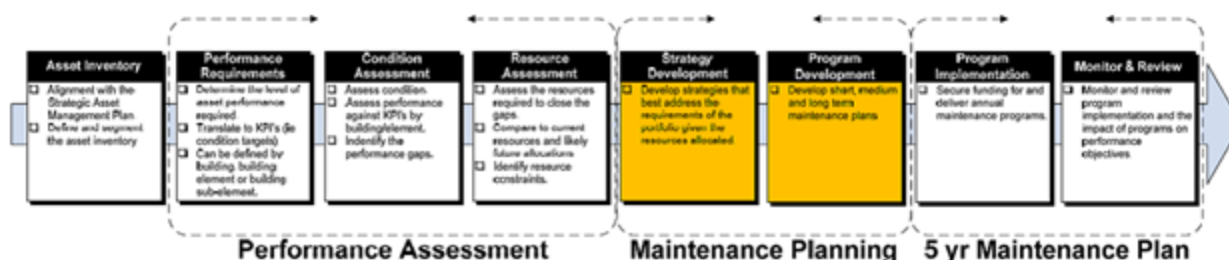 Asset Inventory
Alignment with the
Strategic Asset
Management Plan
Define and segment
the asset inventory
Performance
Requirements
Determine the level of
asset performance
required.
Translate to KPI's (ie
condition targets)
Can be defined by
building, building
element or building
sub-element.
Condition
Assessment
Assess condition.
Assess performance
against KPI's by
building/element.
Indentify the
performance gaps.
Resource
Assessment
Assess the resources
required to close the
gaps.
Compare to current
resources and likely
future allocations
Identify resource
constraints.
Strategy
Development
Develop strategies that
best address the
requirements of the
portfolio given the
resources allocated.
Program
Development
Develop short, medium
and long term
maintenance plans
Program
Implementation
Secure funding for and
deliver annual
maintenance programs.
Monitor & Review
Monitor and review
program
implementation and the
impact of programs on
performance
objectives.
Performance Assessment
Maintenance Planning
5 yr Maintenance Plan